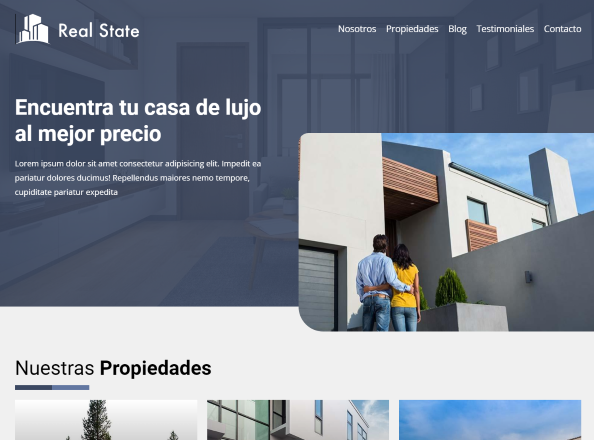 Real State
Nosotros Propiedades Blog Testimoniales Contacto
Encuentra tu casa de lujo
al mejor precio
Lorem ipsum dolor sit amet consectetur adipisicing elit. Impedit ea
pariatur dolores ducimus! Repellendus maiores nemo tempore,
cupiditate pariatur expedita
Nuestras Propiedades